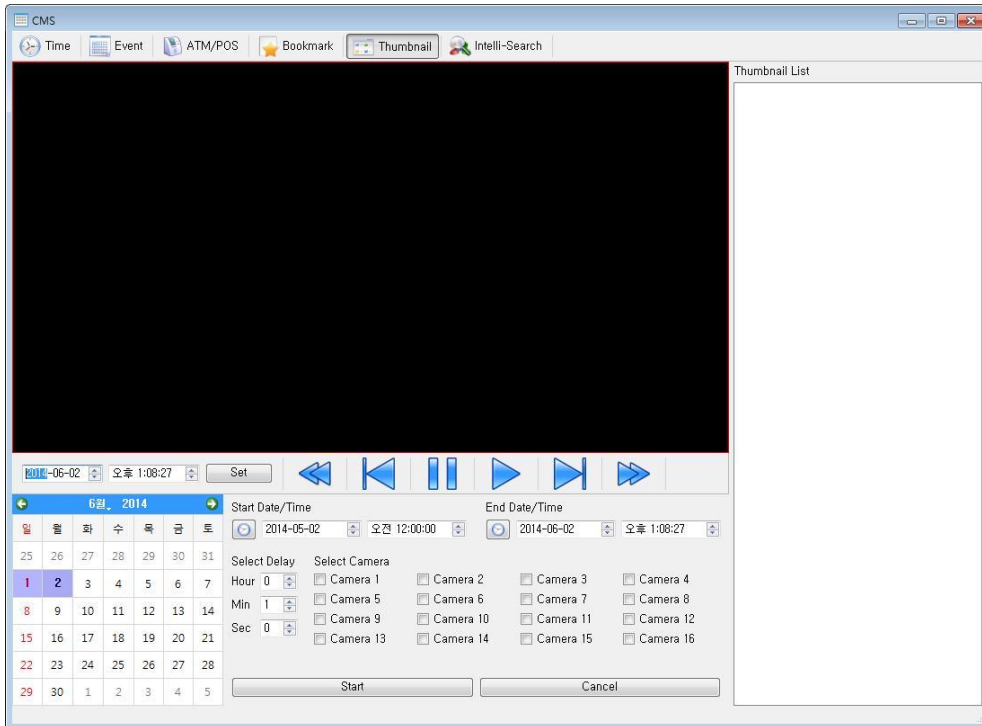 CMS
Time Event ATM/POS Bookmark Thumbnail Intelli-Search
Thumbnail List
2014-06-02 오후 1:08:27 Set
6월, 2014
일 월 화 수 목 금 토
25 26 27 28 29 30 31
1 2 3 4 5 6 7
8 9 10 11 12 13 14
15 16 17 18 19 20 21
22 23 24 25 26 27 28
29 30 1 2 3 4 5
Start Date/Time End Date/Time
2014-05-02 오전 12:00:00 2014-06-02 오후 1:08:27
Select Delay Select Camera
Hour 0 Camera 1 Camera 2 Camera 3 Camera 4
Min 1 Camera 5 Camera 6 Camera 7 Camera 8
Sec 0 Camera 9 Camera 10 Camera 11 Camera 12
Camera 13 Camera 14 Camera 15 Camera 16
Start Cancel